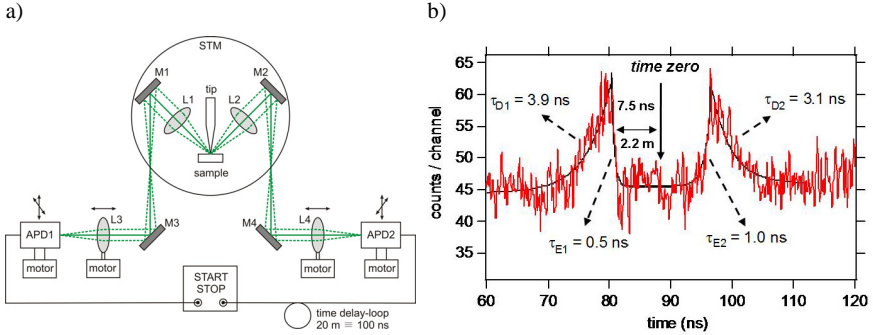 a)
STM
M1
M2
L1
tip
L2
sample
L3
L4
M3
M4
APD1
APD2
motor
motor
motor
motor
START
STOP
time delay-loop
20 m ≡ 100 ns
b)
counts / channel
65
60
55
50
45
40
35
time zero
7.5 ns
2.2 m
τD1 = 3.9 ns
τD2 = 3.1 ns
τE1 = 0.5 ns
τE2 = 1.0 ns
60
70
80
90
100
110
120
time (ns)